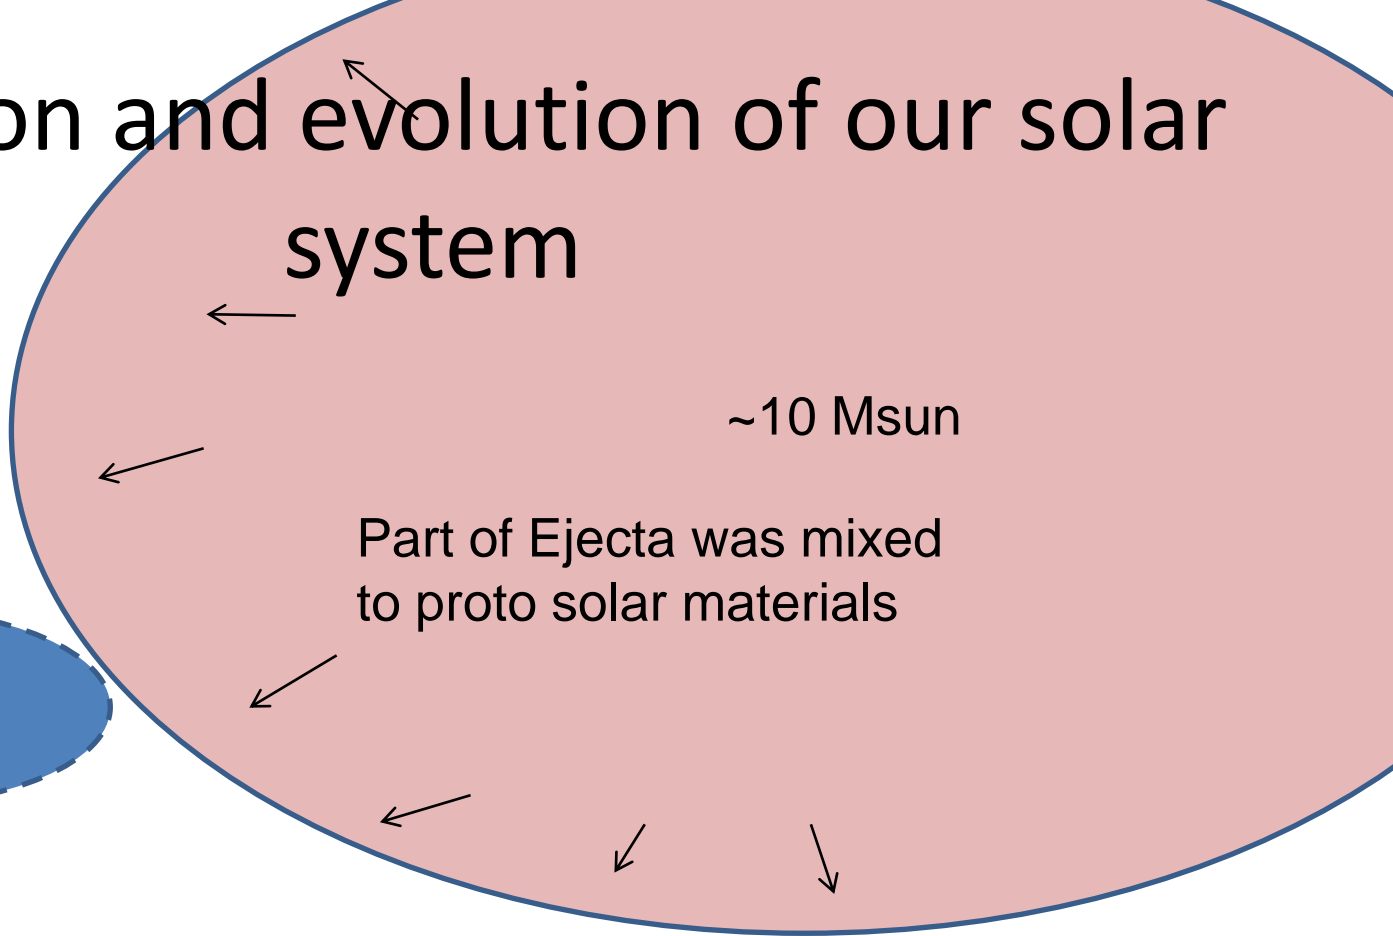 on and evolution of our solar
system
~10 Msun
Part of Ejecta was mixed
to proto solar materials